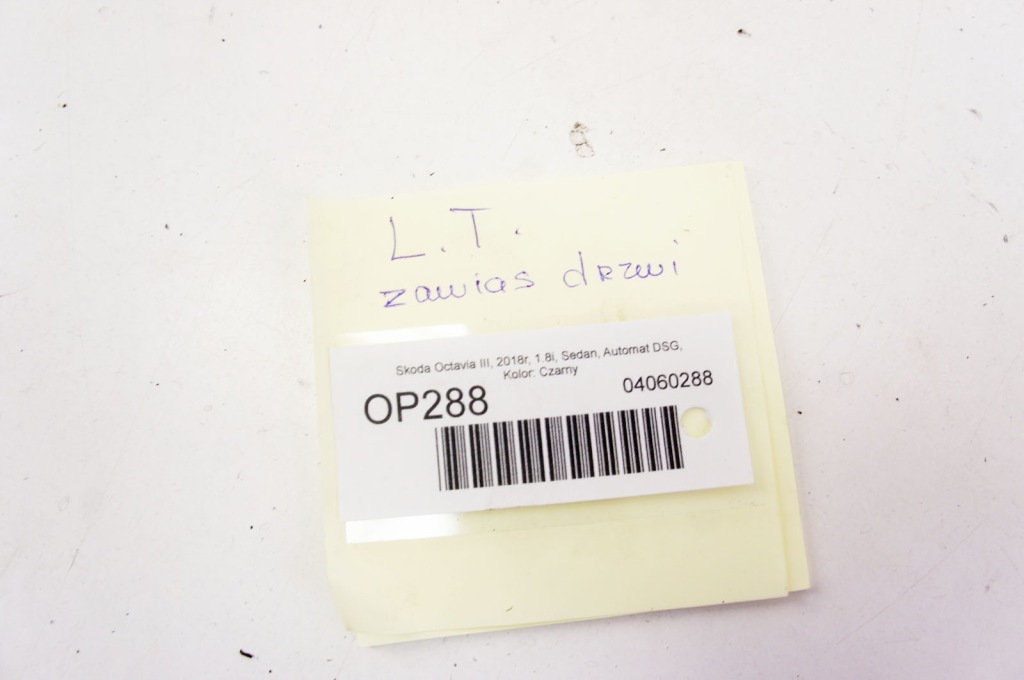 L.T.
zawias drzwi
Skoda Octavia III, 2018r, 1.8i, Sedan, Automat DSG,
Kolor: Czarny
OP288
04060288